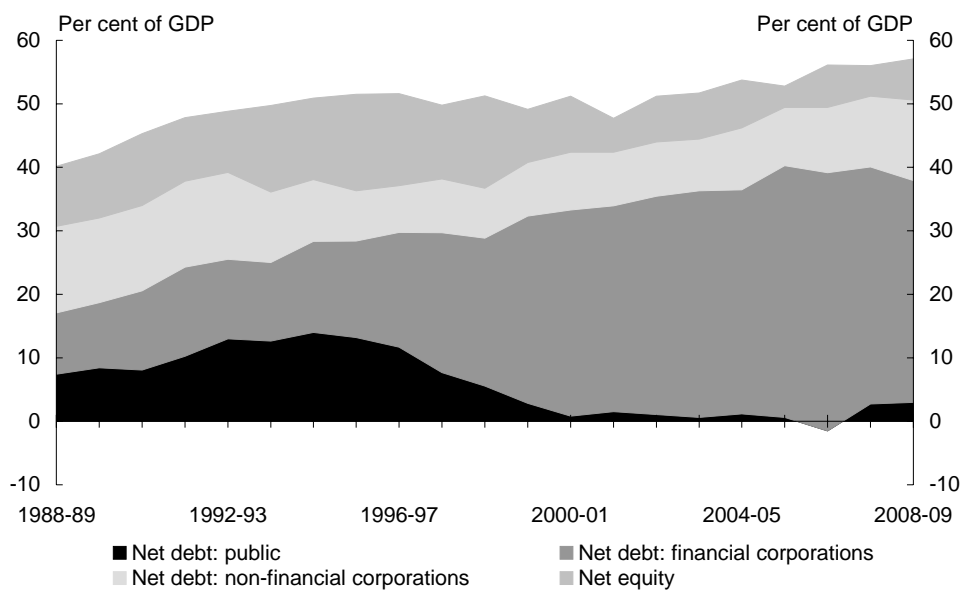 Per cent of GDP Per cent of GDP
60 60
50 50
40 40
30 30
20 20
10 10
0 0
-10 -10
1988-89 1992-93 1996-97 2000-01 2004-05 2008-09
Net debt: public Net debt: financial corporations
Net debt: non-financial corporations Net equity